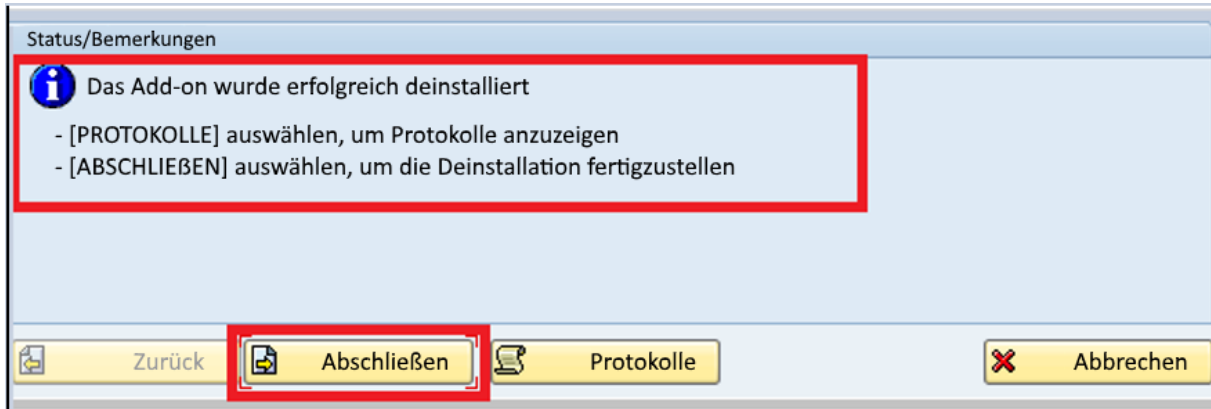 Status/Bemerkungen
Das Add-on wurde erfolgreich deinstalliert
- [PROTOKOLLE] auswählen, um Protokolle anzuzeigen
- [ABSCHLIEßEN] auswählen, um die Deinstallation fertigzustellen
Zurück Abschließen Protokolle Abbrechen